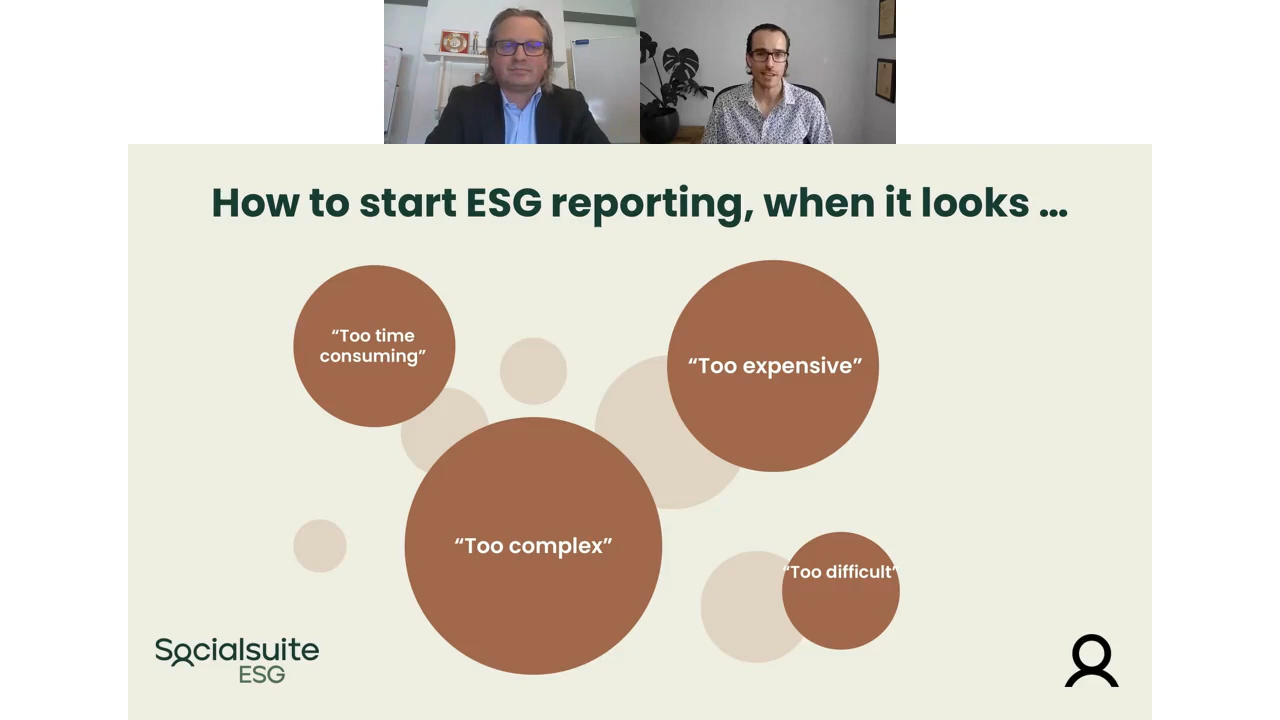 How to start ESG reporting, when it looks ...
“Too time
consuming”
“Too expensive”
“Too complex”
“Too difficult”
Socialsuite
ESG